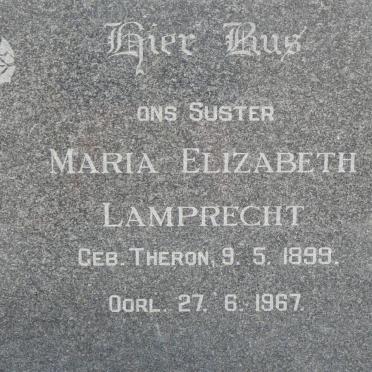 Hier Rus
ONS SUSTER
MARIA ELIZABETH
LAMPRECHT
GEB. THERON, 9. 5. 1899.
OORL. 27. 6. 1967.